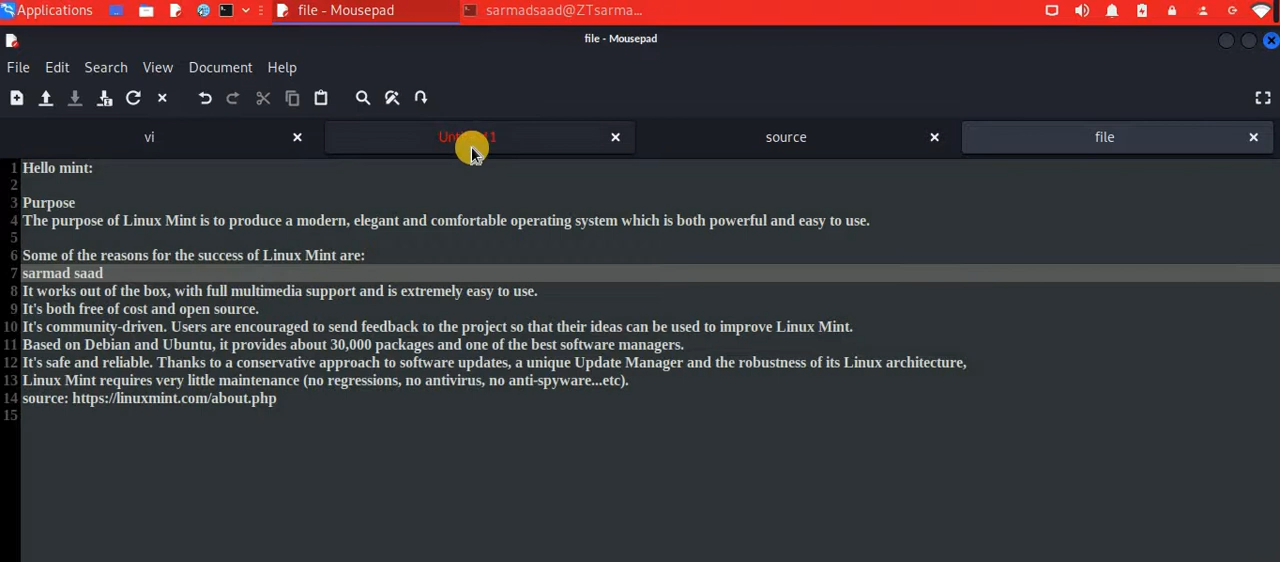 Applications
file - Mousepad
sarmadsaad@ZTsarma...
file - Mousepad
File Edit Search View Document Help
vi
1
source
file
1 Hello mint:
2
3 Purpose
4 The purpose of Linux Mint is to produce a modern, elegant and comfortable operating system which is both powerful and easy to use.
5
6 Some of the reasons for the success of Linux Mint are:
7 sarmad saad
8 It works out of the box, with full multimedia support and is extremely easy to use.
9 It's both free of cost and open source.
10 It's community-driven. Users are encouraged to send feedback to the project so that their ideas can be used to improve Linux Mint.
11 Based on Debian and Ubuntu, it provides about 30,000 packages and one of the best software managers.
12 It's safe and reliable. Thanks to a conservative approach to software updates, a unique Update Manager and the robustness of its Linux architecture,
13 Linux Mint requires very little maintenance (no regressions, no antivirus, no anti-spyware...etc).
14 source: https://linuxmint.com/about.php
15